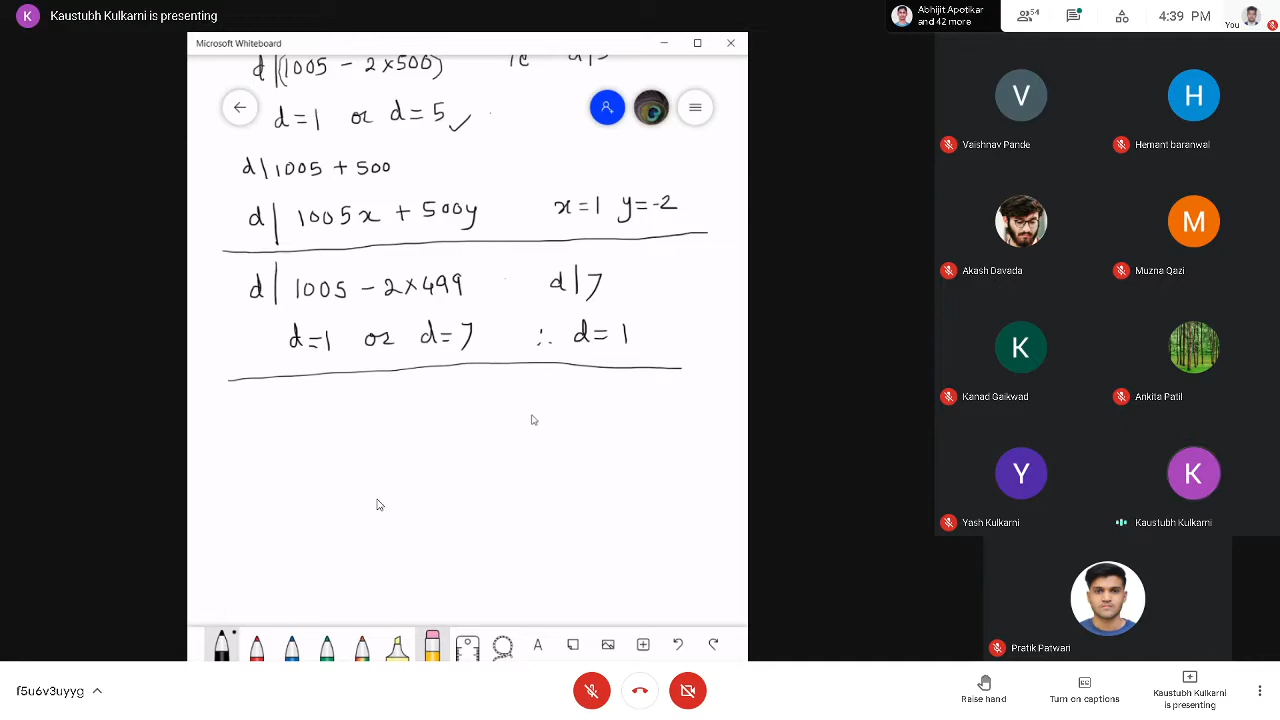 K Kaustubh Kulkarni is presenting
Abhijit Apotikar
and 42 more
54
4:39 PM
You
Microsoft Whiteboard
d|(1005 - 2×500)
d=1 or d=5 ✓
d|1005 + 500
d| 1005x + 500y x=1 y=-2
d| 1005 - 2×499 d|7
d=1 or d=7 ∴ d=1
A
V
Vaishnav Pande
H
Hemant baranwal
Akash Davada
M
Muzna Qazi
K
Kanad Gaikwad
Ankita Patil
Y
Yash Kulkarni
K
Kaustubh Kulkarni
Pratik Patwari
f5u6v3uyyg
Raise hand
Turn on captions
Kaustubh Kulkarni
is presenting